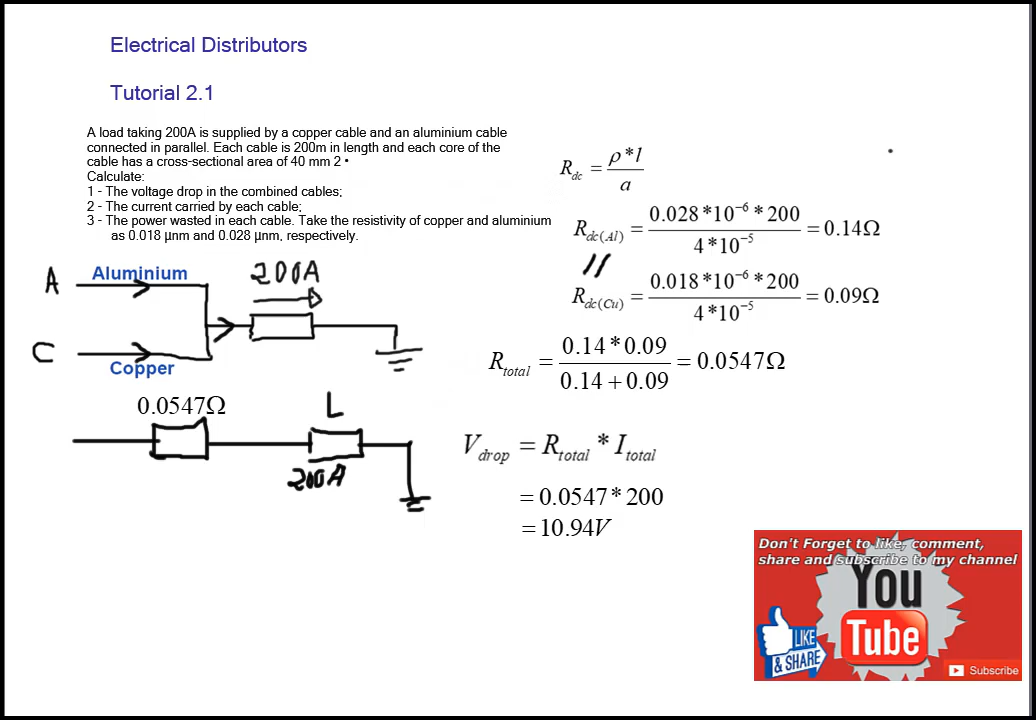 Electrical Distributors
Tutorial 2.1
A load taking 200A is supplied by a copper cable and an aluminium cable
connected in parallel. Each cable is 200m in length and each core of the
cable has a cross-sectional area of 40 mm 2 •
Calculate:
1 - The voltage drop in the combined cables;
2 - The current carried by each cable;
3 - The power wasted in each cable. Take the resistivity of copper and aluminium
as 0.018 µnm and 0.028 µnm, respectively.
A
Aluminium
200A
C
Copper
0.0547Ω
L
200A
R_dc = ρ*l / a
R_dc(Al) = 0.028*10^-6 *200 / 4*10^-5 = 0.14Ω
//
R_dc(Cu) = 0.018*10^-6 *200 / 4*10^-5 = 0.09Ω
R_total = 0.14*0.09 / 0.14+0.09 = 0.0547Ω
V_drop = R_total * I_total
= 0.0547*200
= 10.94V
Don't Forget to like, comment,
share and subscribe to my channel
You
Tube
LIKE
& SHARE
Subscribe